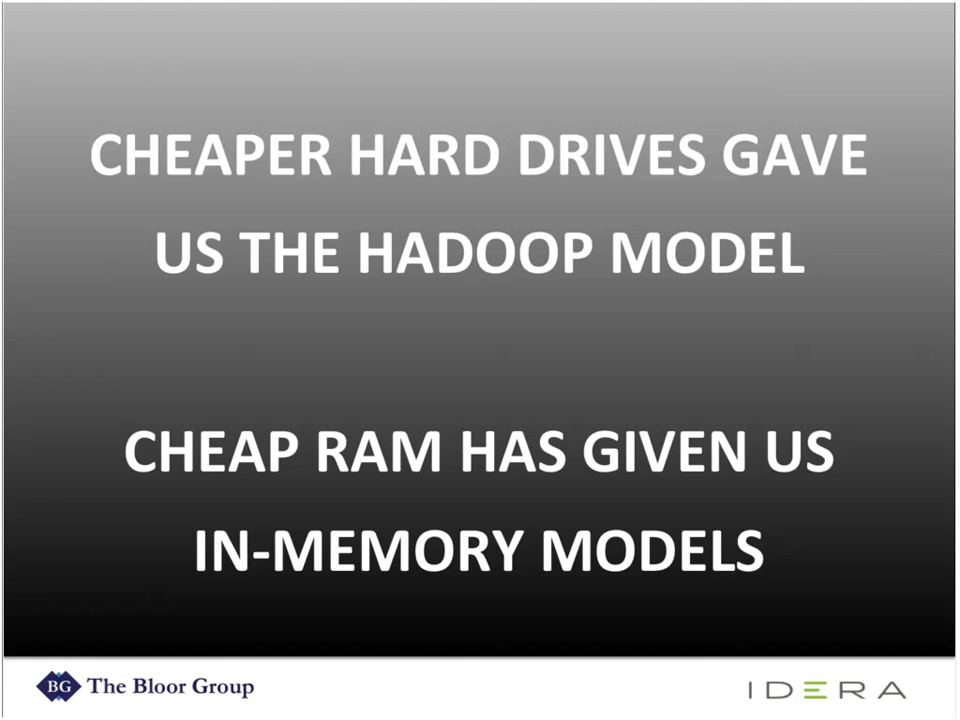 CHEAPER HARD DRIVES GAVE
US THE HADOOP MODEL
CHEAP RAM HAS GIVEN US
IN-MEMORY MODELS
BG The Bloor Group
IDERA